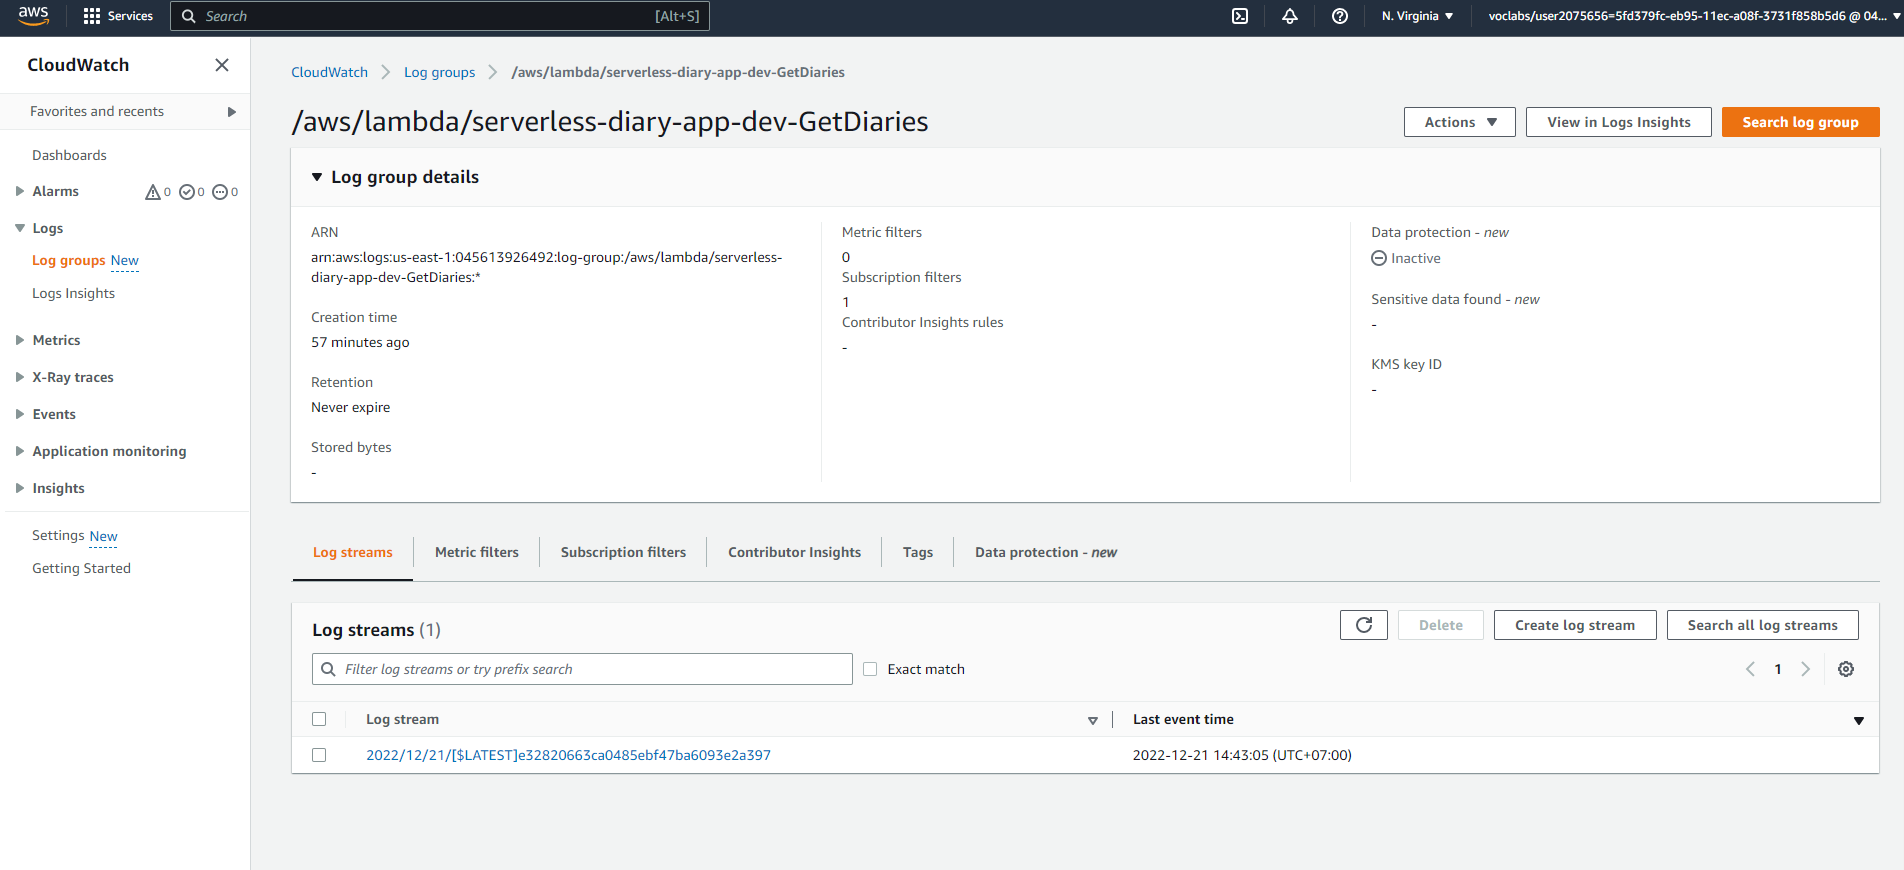 aws
Services
Search
[Alt+S]
N. Virginia
voclabs/user2075656=5fd379fc-eb95-11ec-a08f-3731f858b5d6 @ 04...
CloudWatch
Favorites and recents
Dashboards
Alarms
0
0
0
Logs
Log groups New
Logs Insights
Metrics
X-Ray traces
Events
Application monitoring
Insights
Settings New
Getting Started
CloudWatch
Log groups
/aws/lambda/serverless-diary-app-dev-GetDiaries
/aws/lambda/serverless-diary-app-dev-GetDiaries
Actions
View in Logs Insights
Search log group
Log group details
ARN
arn:aws:logs:us-east-1:045613926492:log-group:/aws/lambda/serverless-
diary-app-dev-GetDiaries:*
Creation time
57 minutes ago
Retention
Never expire
Stored bytes
-
Metric filters
0
Subscription filters
1
Contributor Insights rules
-
Data protection - new
Inactive
Sensitive data found - new
-
KMS key ID
-
Log streams
Metric filters
Subscription filters
Contributor Insights
Tags
Data protection - new
Log streams (1)
Delete
Create log stream
Search all log streams
Filter log streams or try prefix search
Exact match
1
Log stream
Last event time
2022/12/21/[$LATEST]e32820663ca0485ebf47ba6093e2a397
2022-12-21 14:43:05 (UTC+07:00)